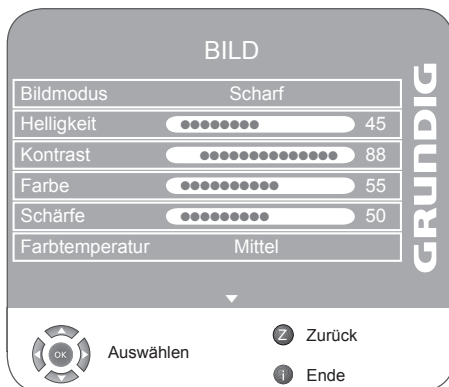 BILD
Bildmodus Scharf
Helligkeit 45
Kontrast 88
Farbe 55
Schärfe 50
Farbtemperatur Mittel
GRUNDIG
OK Auswählen
Z Zurück
i Ende